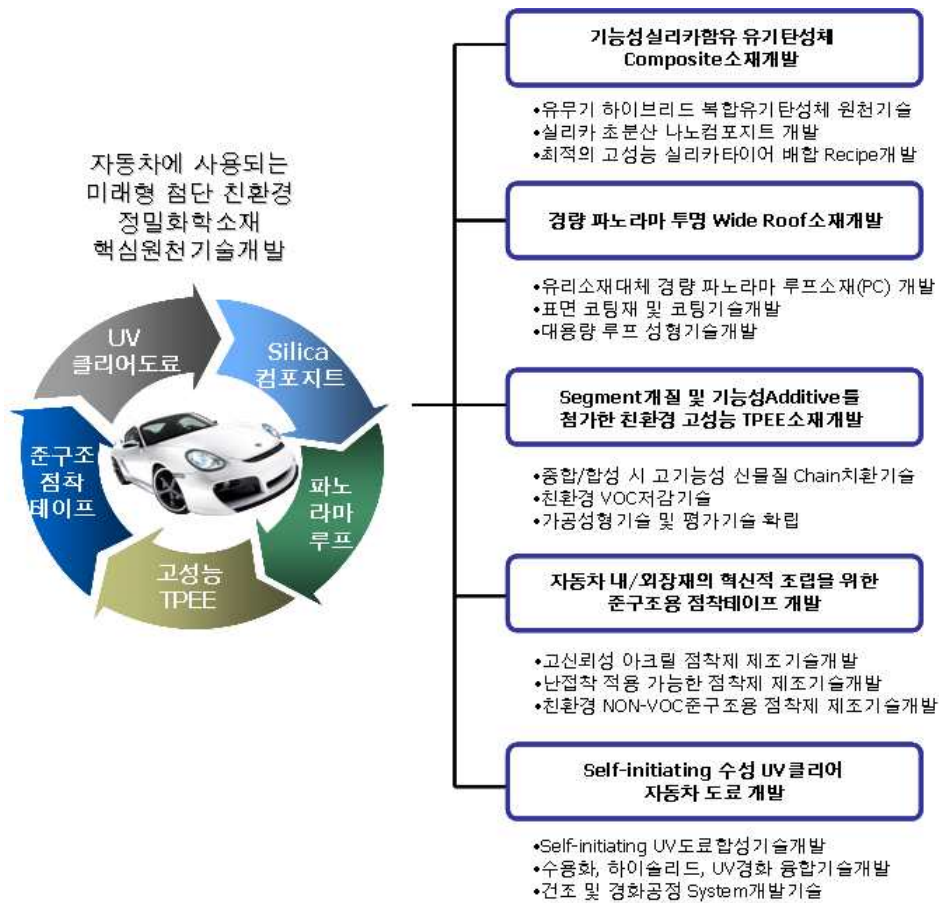 자동차에 사용되는
미래형 첨단 친환경
정밀화학소재
핵심원천기술개발
UV
클리어도료
Silica
컴포지트
준구조
점착
테이프
파노
라마
루프
고성능
TPEE
기능성실리카함유 유기탄성체
Composite소재개발
•유무기 하이브리드 복합유기탄성체 원천기술
•실리카 초분산 나노컴포지트 개발
•최적의 고성능 실리카타이어 배합 Recipe개발
경량 파노라마 투명 Wide Roof소재개발
•유리소재대체 경량 파노라마 루프소재(PC) 개발
•표면 코팅재 및 코팅기술개발
•대용량 루프 성형기술개발
Segment개질 및 기능성Additive를
첨가한 친환경 고성능 TPEE소재개발
•중합/합성 시 고기능성 신물질 Chain치환기술
•친환경 VOC저감기술
•가공성형기술 및 평가기술 확립
자동차 내/외장재의 혁신적 조립을 위한
준구조용 점착테이프 개발
•고신뢰성 아크릴 점착제 제조기술개발
•난접착 적용 가능한 점착제 제조기술개발
•친환경 NON-VOC준구조용 점착제 제조기술개발
Self-initiating 수성 UV클리어
자동차 도료 개발
•Self-initiating UV도료합성기술개발
•수용화, 하이솔리드, UV경화 융합기술개발
•건조 및 경화공정 System개발기술